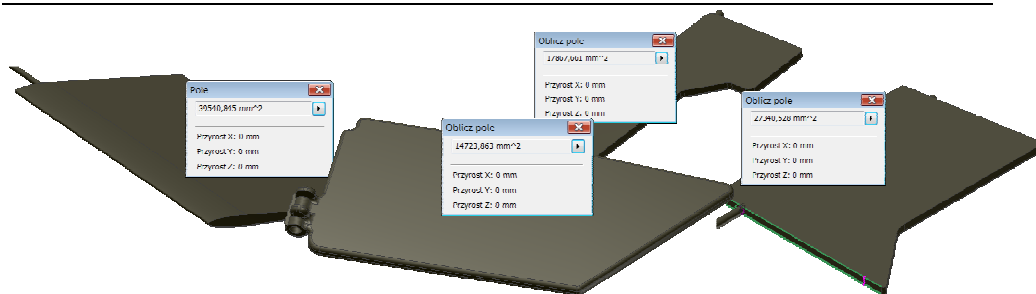 Oblicz pole
17867,661 mm^2
Przyrost X: 0 mm
Przyrost Y: 0 mm
Przyrost Z: 0 mm
Pole
39540,845 mm^2
Przyrost X: 0 mm
Przyrost Y: 0 mm
Przyrost Z: 0 mm
Oblicz pole
27340,528 mm^2
Przyrost X: 0 mm
Przyrost Y: 0 mm
Przyrost Z: 0 mm
Oblicz pole
14723,863 mm^2
Przyrost X: 0 mm
Przyrost Y: 0 mm
Przyrost Z: 0 mm